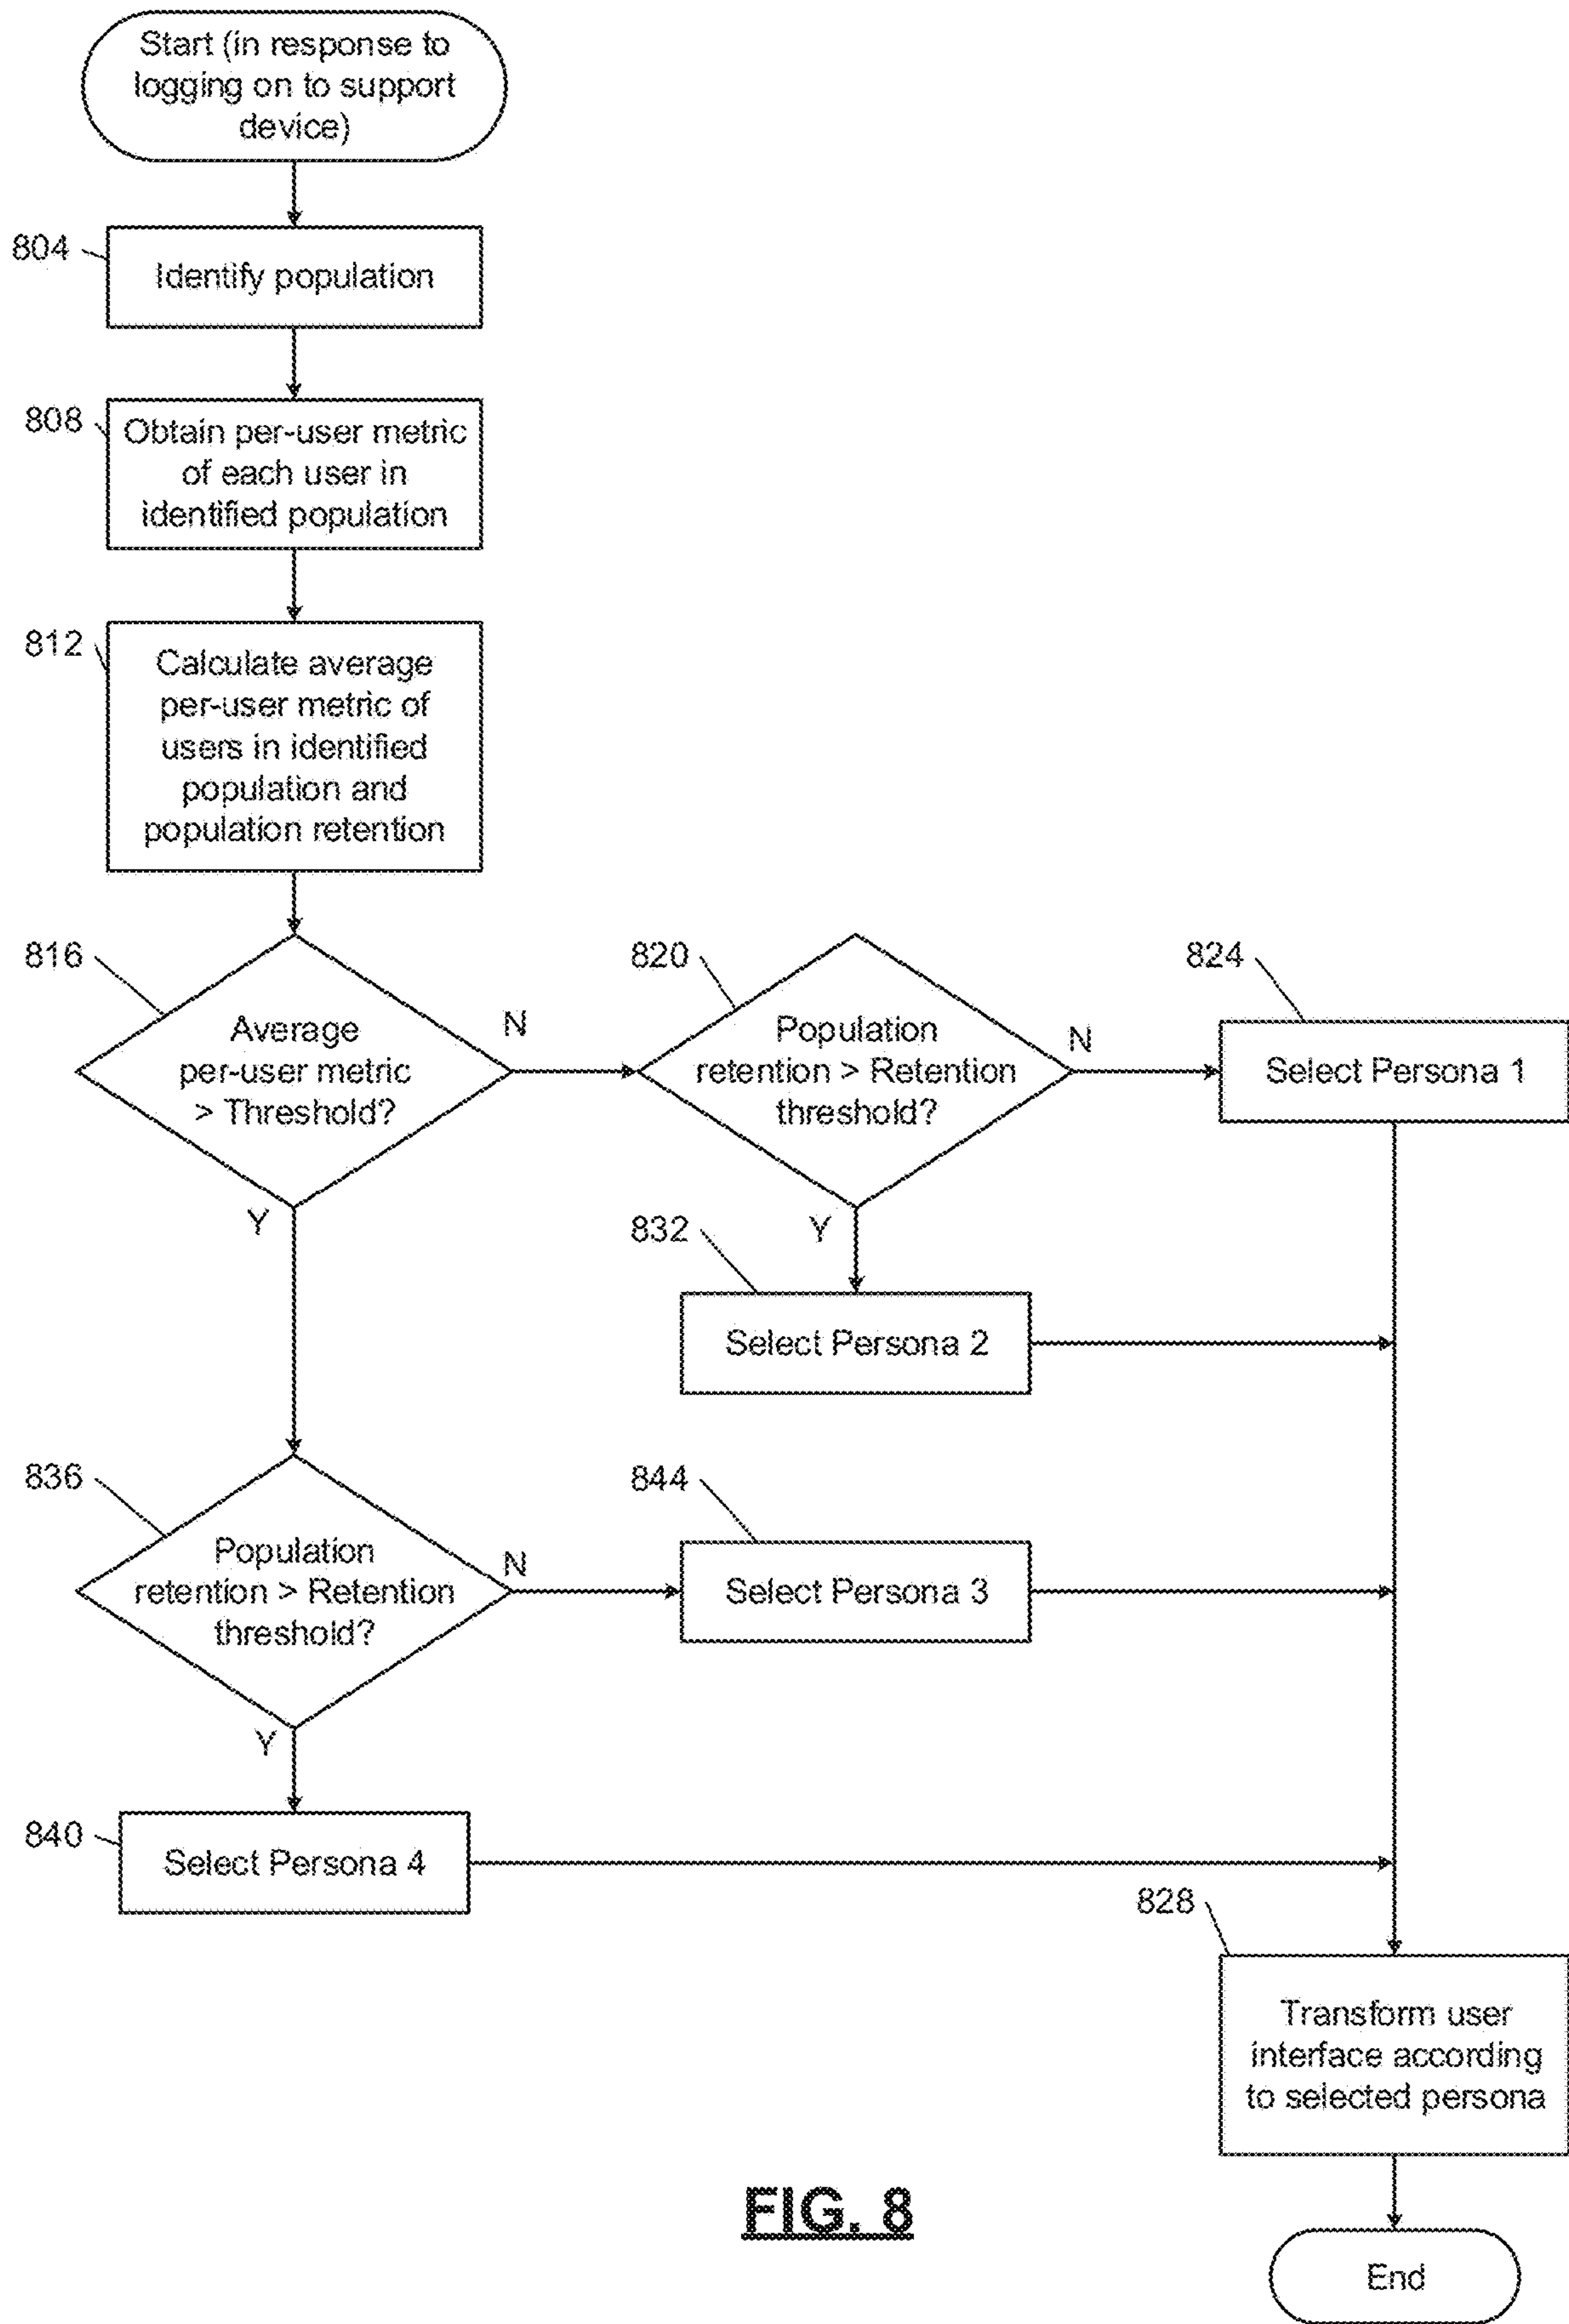 Start (in response to
logging on to support
device)
804
Identify population
808
Obtain per-user metric
of each user in
identified population
812
Calculate average
per-user metric of
users in identified
population and
population retention
816
Average
per-user metric
> Threshold?
N
Y
820
Population
retention > Retention
threshold?
N
Y
824
Select Persona 1
832
Select Persona 2
836
Population
retention > Retention
threshold?
N
Y
844
Select Persona 3
840
Select Persona 4
828
Transform user
interface according
to selected persona
End
FIG. 8